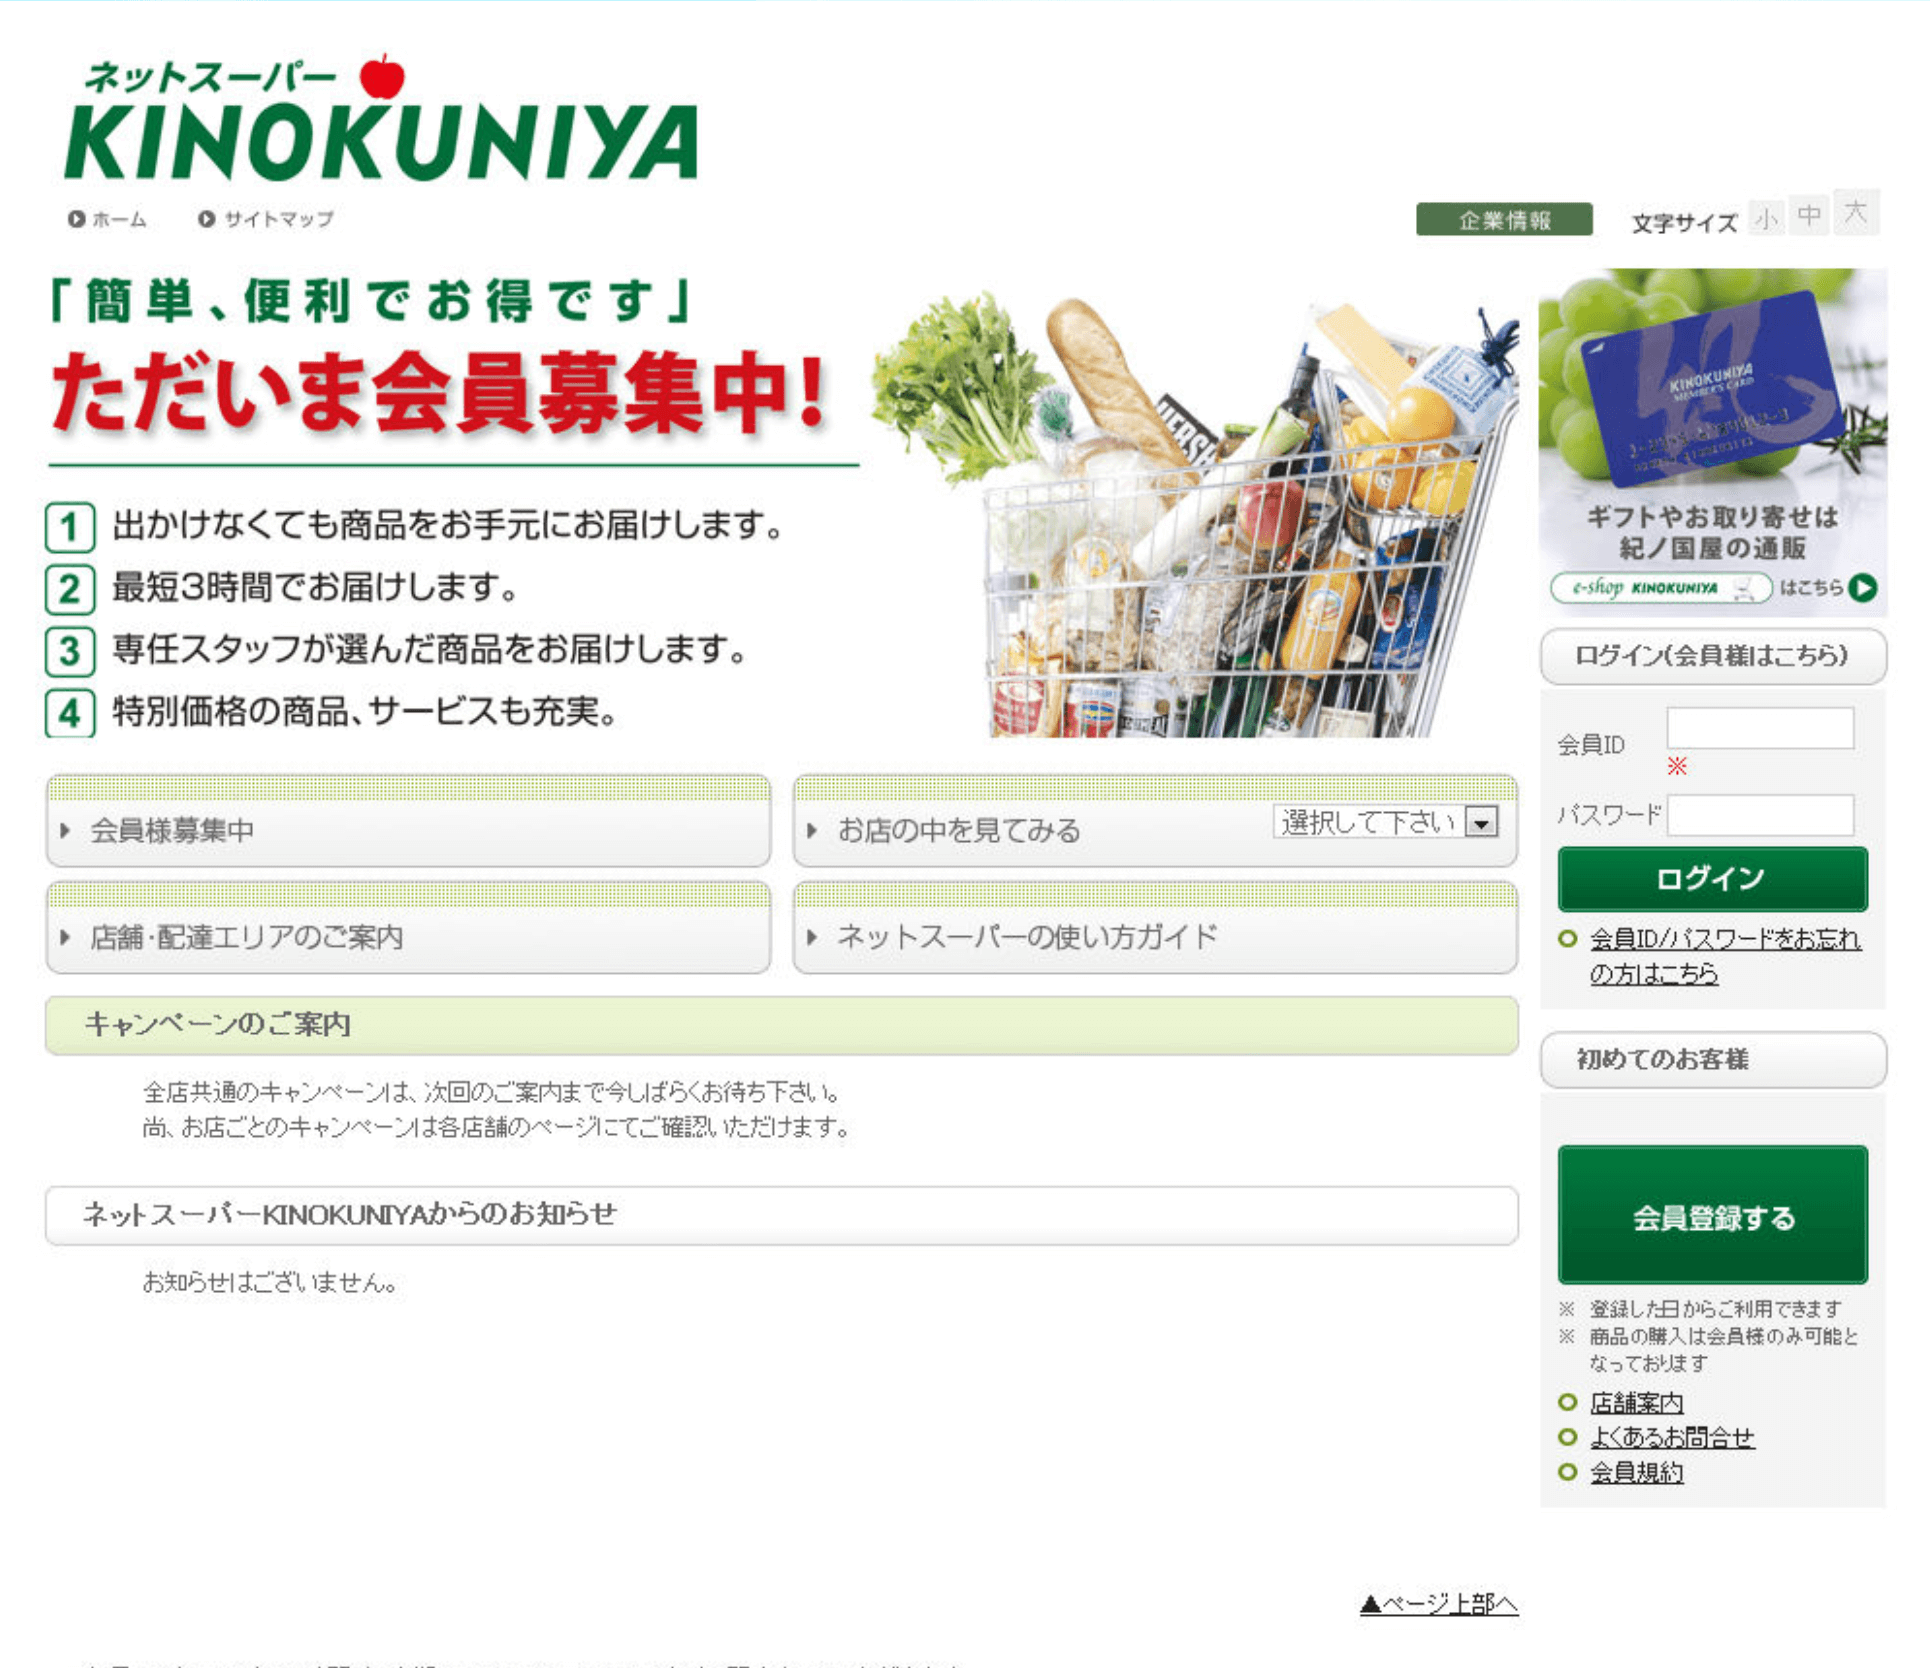 ネットスーパー
KINOKUNIYA
ホーム
サイトマップ
企業情報
文字サイズ 小 中 大
「簡単、便利でお得です」
ただいま会員募集中!
1 出かけなくても商品をお手元にお届けします。
2 最短3時間でお届けします。
3 専任スタッフが選んだ商品をお届けします。
4 特別価格の商品、サービスも充実。
KINOKUNIYA
MEMBER'S CARD
ギフトやお取り寄せは
紀ノ国屋の通販
e-shop KINOKUNIYA はこちら
ログイン(会員様はこちら)
会員ID
※
パスワード
ログイン
会員ID/パスワードをお忘れ
の方はこちら
会員様募集中
お店の中を見てみる 選択して下さい
店舗・配達エリアのご案内
ネットスーパーの使い方ガイド
キャンペーンのご案内
全店共通のキャンペーンは、次回のご案内まで今しばらくお待ち下さい。
尚、お店ごとのキャンペーンは各店舗のページにてご確認いただけます。
ネットスーパーKINOKUNIYAからのお知らせ
お知らせはございません。
初めてのお客様
会員登録する
※ 登録した日からご利用できます
※ 商品の購入は会員様のみ可能と
なっております
店舗案内
よくあるお問合せ
会員規約
▲ページ上部へ